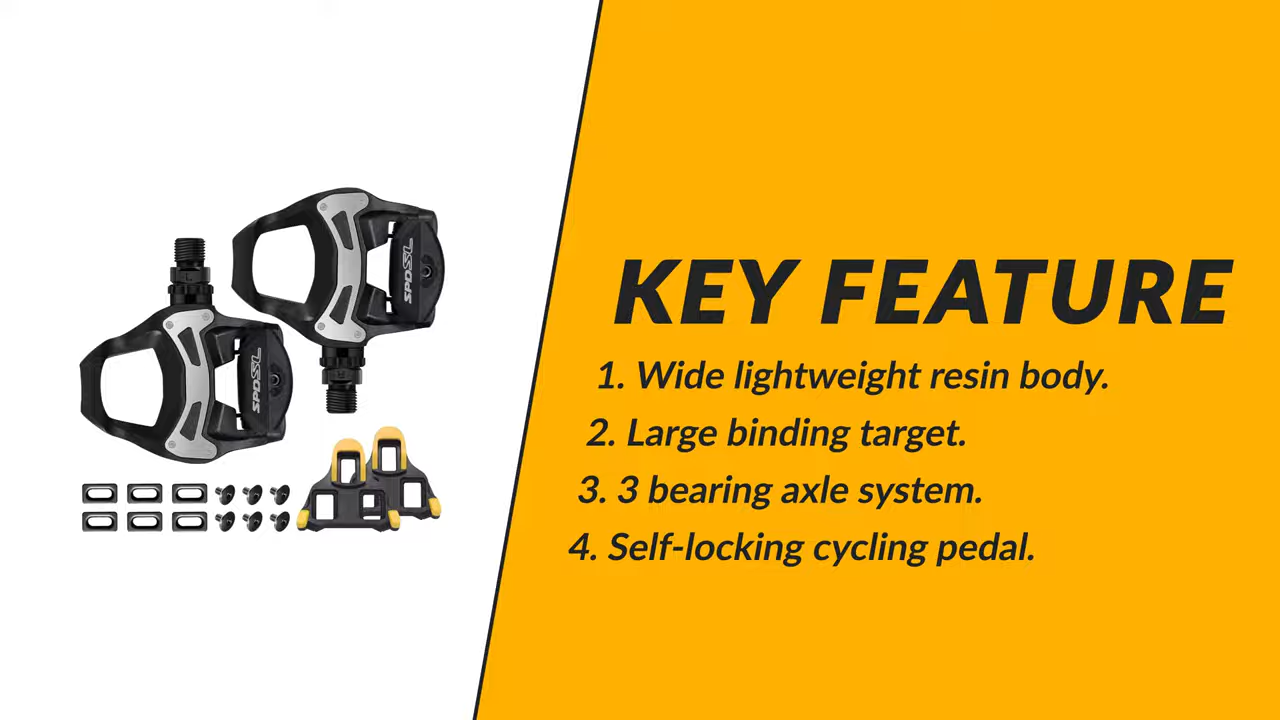 SPD-SL
SPD-SL
KEY FEATURE
1. Wide lightweight resin body.
2. Large binding target.
3. 3 bearing axle system.
4. Self-locking cycling pedal.